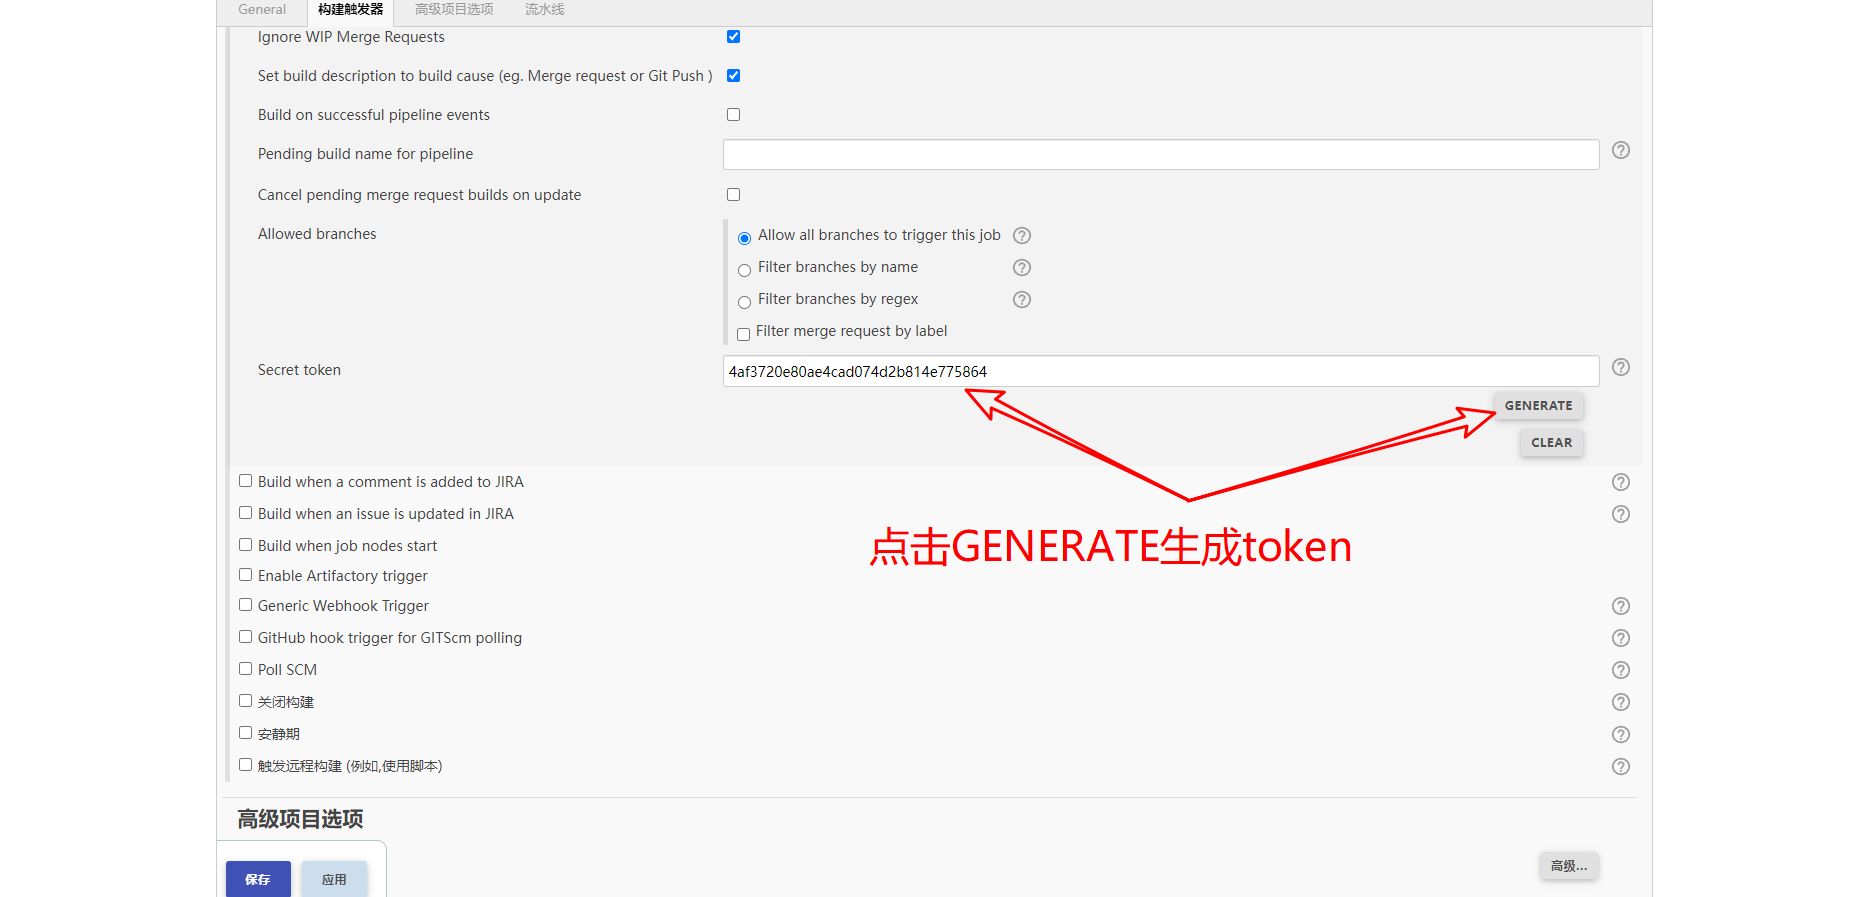 General 构建触发器 高级项目选项 流水线
Ignore WIP Merge Requests
Set build description to build cause (eg. Merge request or Git Push )
Build on successful pipeline events
Pending build name for pipeline
Cancel pending merge request builds on update
Allowed branches
Allow all branches to trigger this job
Filter branches by name
Filter branches by regex
Filter merge request by label
Secret token
4af3720e80ae4cad074d2b814e775864
GENERATE
CLEAR
点击GENERATE生成token
Build when a comment is added to JIRA
Build when an issue is updated in JIRA
Build when job nodes start
Enable Artifactory trigger
Generic Webhook Trigger
GitHub hook trigger for GITScm polling
Poll SCM
关闭构建
安静期
触发远程构建 (例如,使用脚本)
高级项目选项
高级...
保存 应用